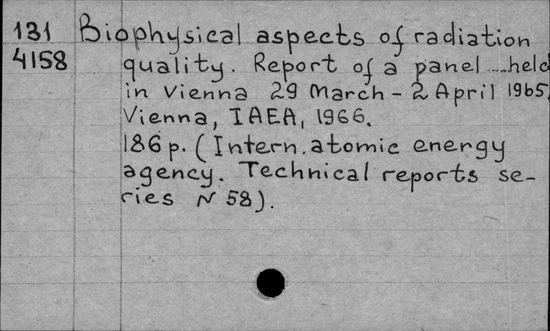 131 Biophysical aspects of radiation
4158 quality. Report of a panel ....held
in Vienna 29 March - 2 April 1965,
Vienna, IAEA, 1966.
186 p. (Intern. atomic energy
agency. Technical reports se-
ries N 58).